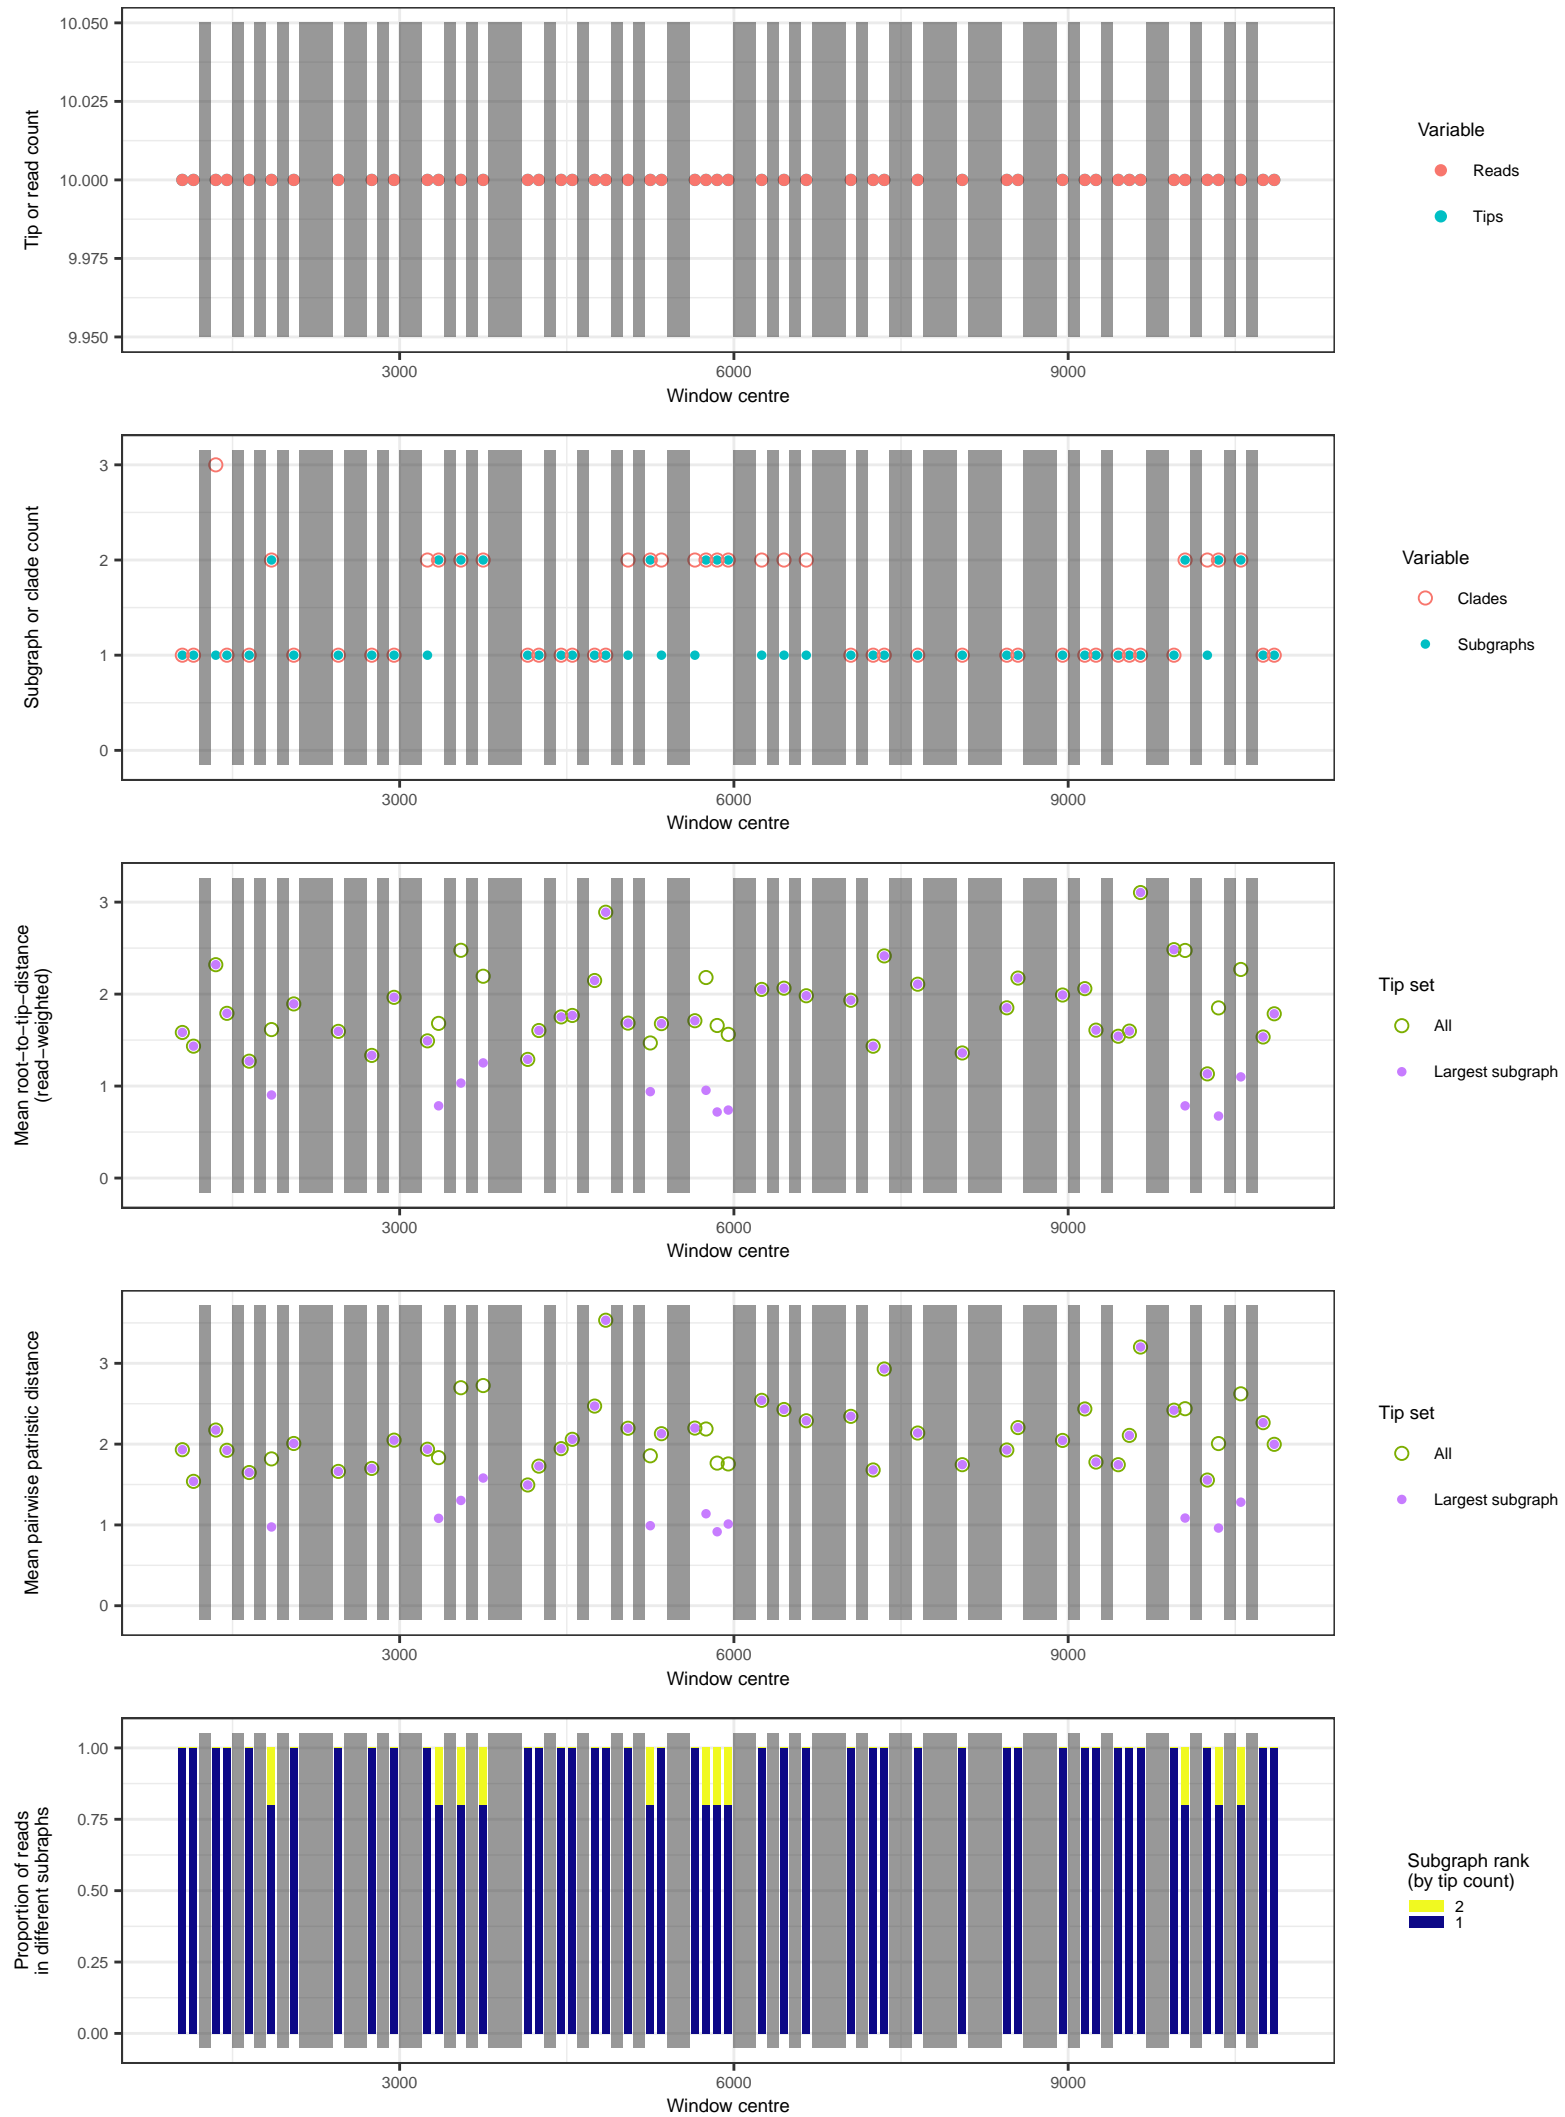 10.050
10.025
10.000
9.975
9.950
Tip or read count
3000 6000 9000
Window centre
Variable
Reads
Tips
3
2
1
0
Subgraph or clade count
3000 6000 9000
Window centre
Variable
Clades
Subgraphs
3
2
1
0
Mean root−to−tip−distance
(read−weighted)
3000 6000 9000
Window centre
Tip set
All
Largest subgraph
3
2
1
0
Mean pairwise patristic distance
3000 6000 9000
Window centre
Tip set
All
Largest subgraph
1.00
0.75
0.50
0.25
0.00
Proportion of reads
in different subraphs
3000 6000 9000
Window centre
Subgraph rank
(by tip count)
2
1